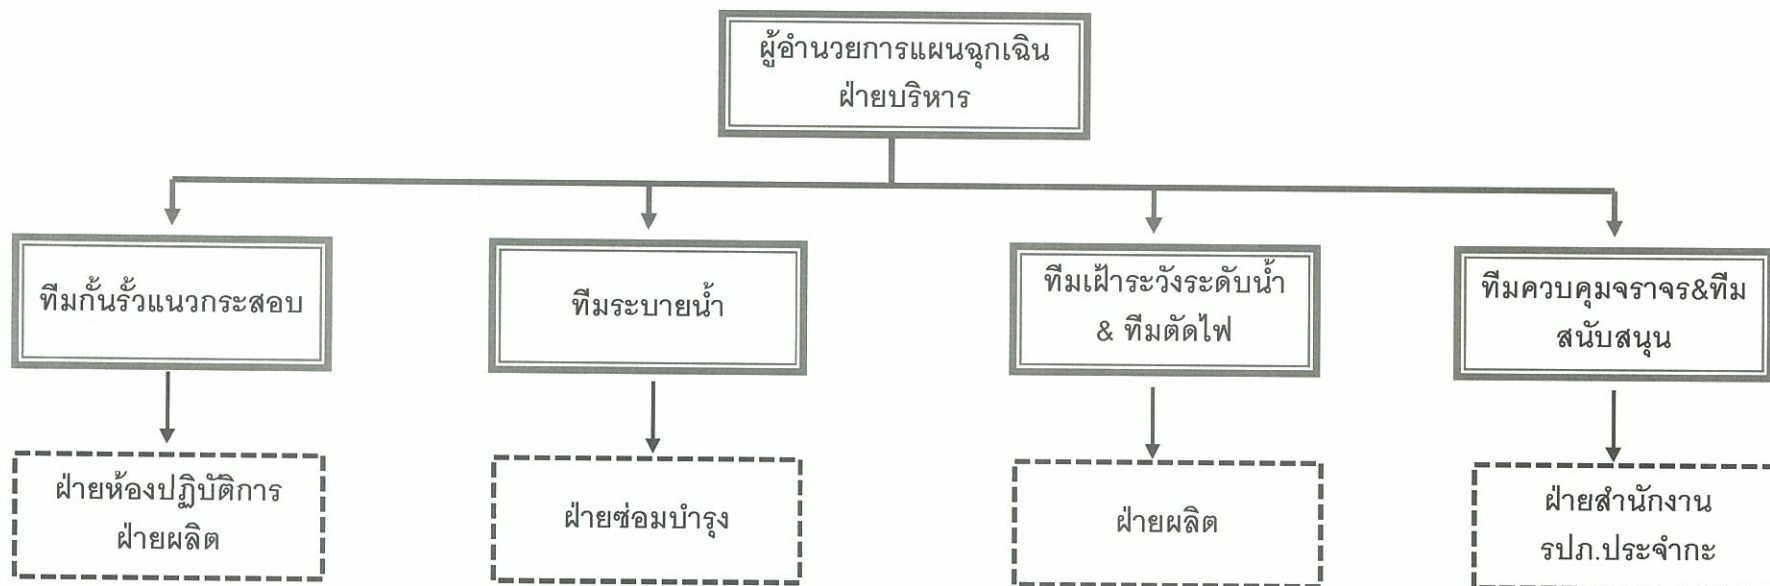 ผู้อำนวยการแผนฉุกเฉิน
ฝ่ายบริหาร
ทีมกั้นรั้วแนวกระสอบ
ทีมระบายน้ำ
ทีมเฝ้าระวังระดับน้ำ
& ทีมตัดไฟ
ทีมควบคุมจราจร&ทีม
สนับสนุน
ฝ่ายห้องปฏิบัติการ
ฝ่ายผลิต
ฝ่ายซ่อมบำรุง
ฝ่ายผลิต
ฝ่ายสำนักงาน
รปภ.ประจำกะ